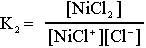 K₂ = [NiCl₂] / [NiCl⁺][Cl⁻]